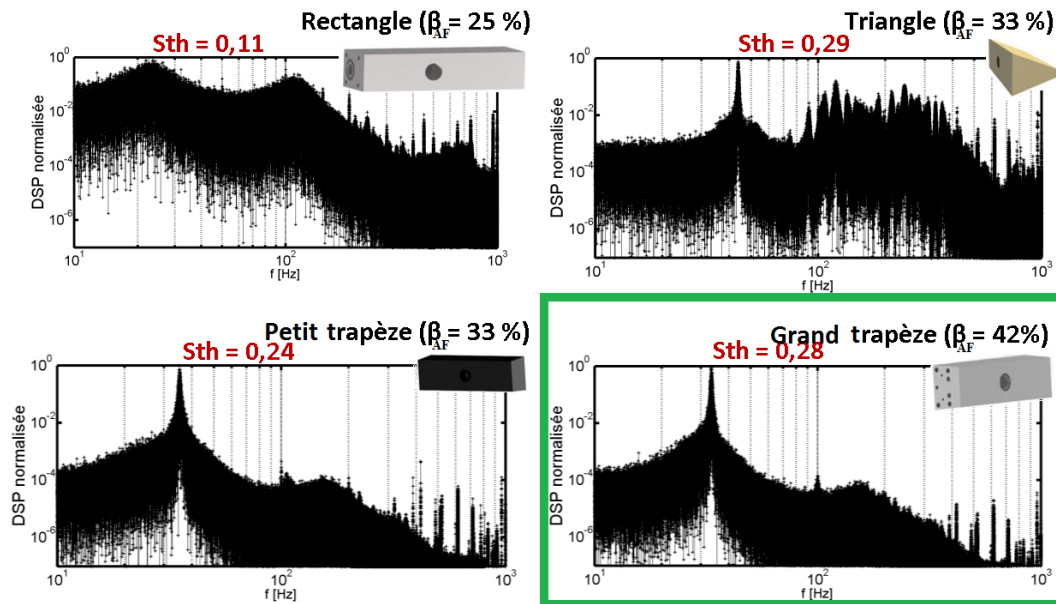 Rectangle (β_AF = 25 %)
Sth = 0,11
10^0
10^-2
10^-4
10^-6
DSP normalisée
10^1
10^2
10^3
f [Hz]
Triangle (β_AF = 33 %)
Sth = 0,29
10^0
10^-2
10^-4
10^-6
DSP normalisée
10^1
10^2
10^3
f [Hz]
Petit trapèze (β_AF = 33 %)
Sth = 0,24
10^0
10^-2
10^-4
10^-6
DSP normalisée
10^1
10^2
10^3
f [Hz]
Grand trapèze (β_AF = 42%)
Sth = 0,28
10^0
10^-2
10^-4
10^-6
DSP normalisée
10^1
10^2
10^3
f [Hz]